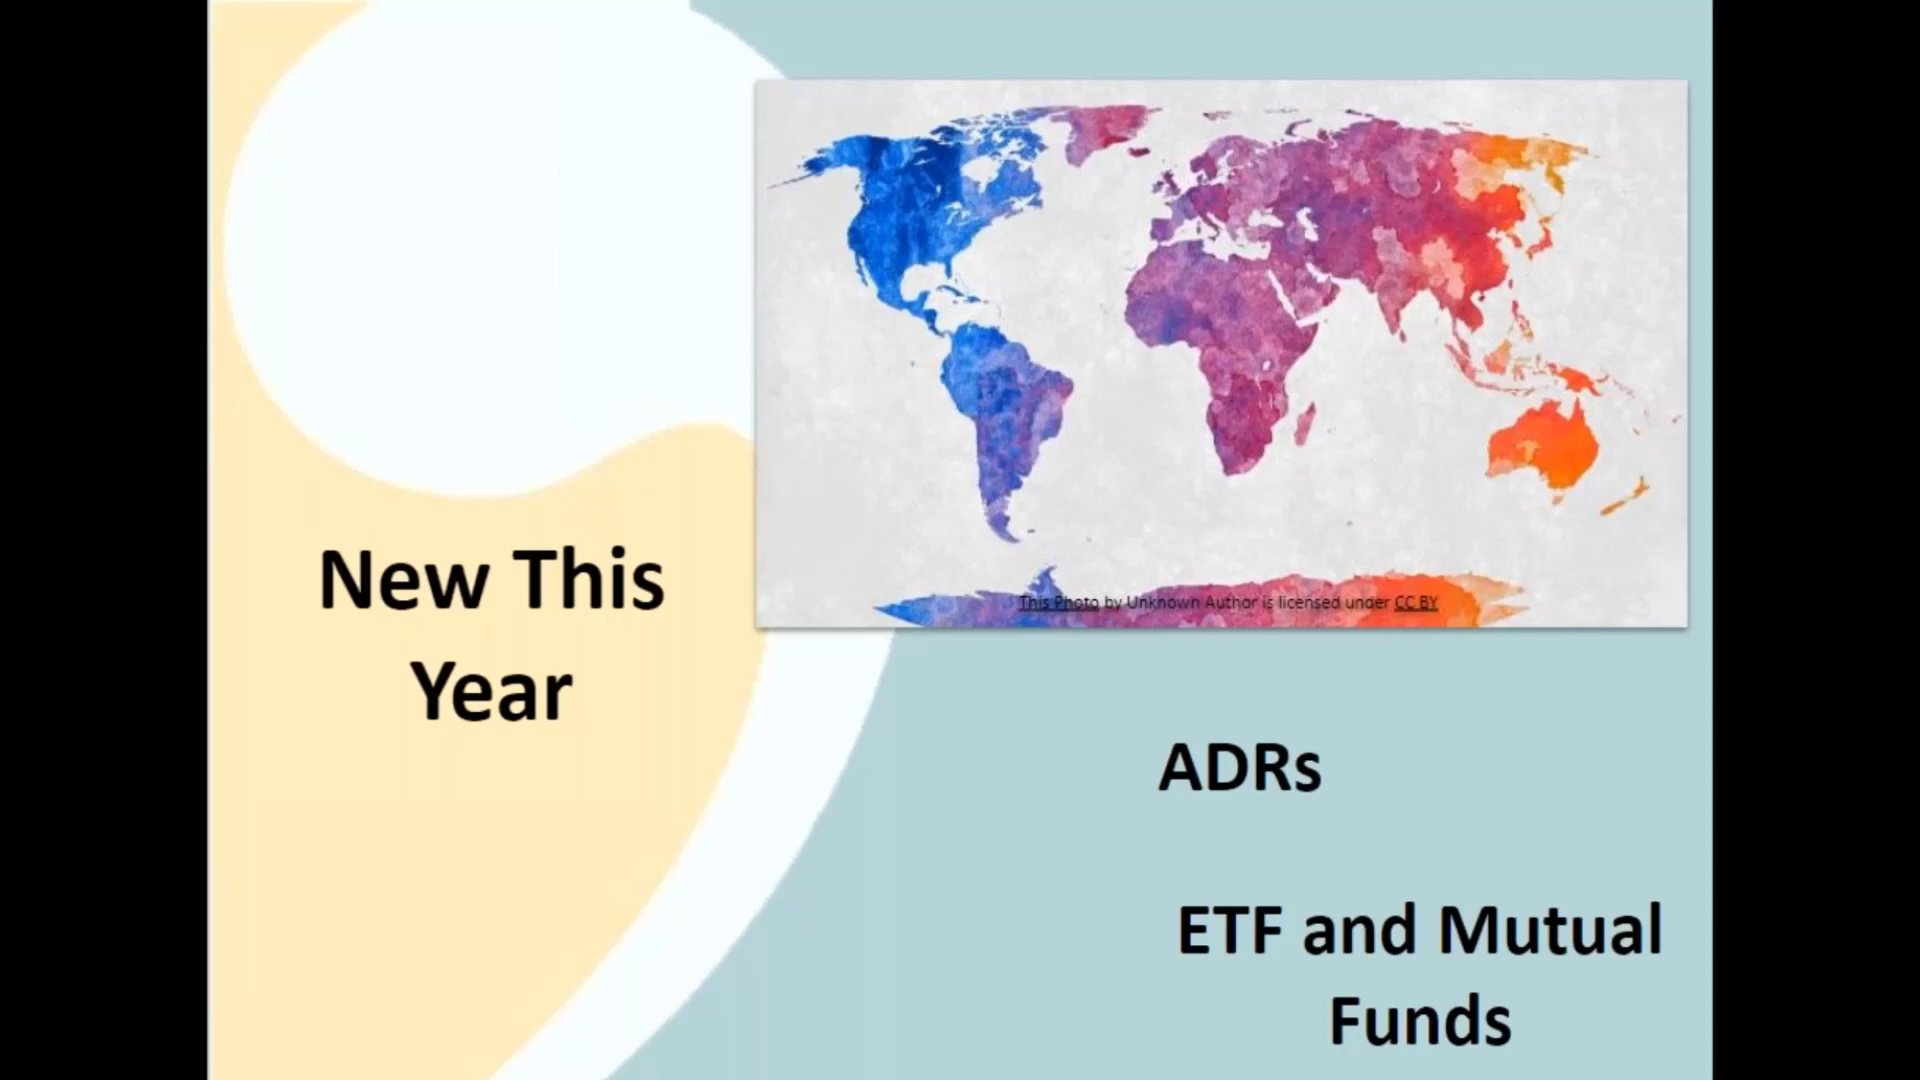 This Photo by Unknown Author is licensed under CC BY
New This
Year
ADRs
ETF and Mutual
Funds